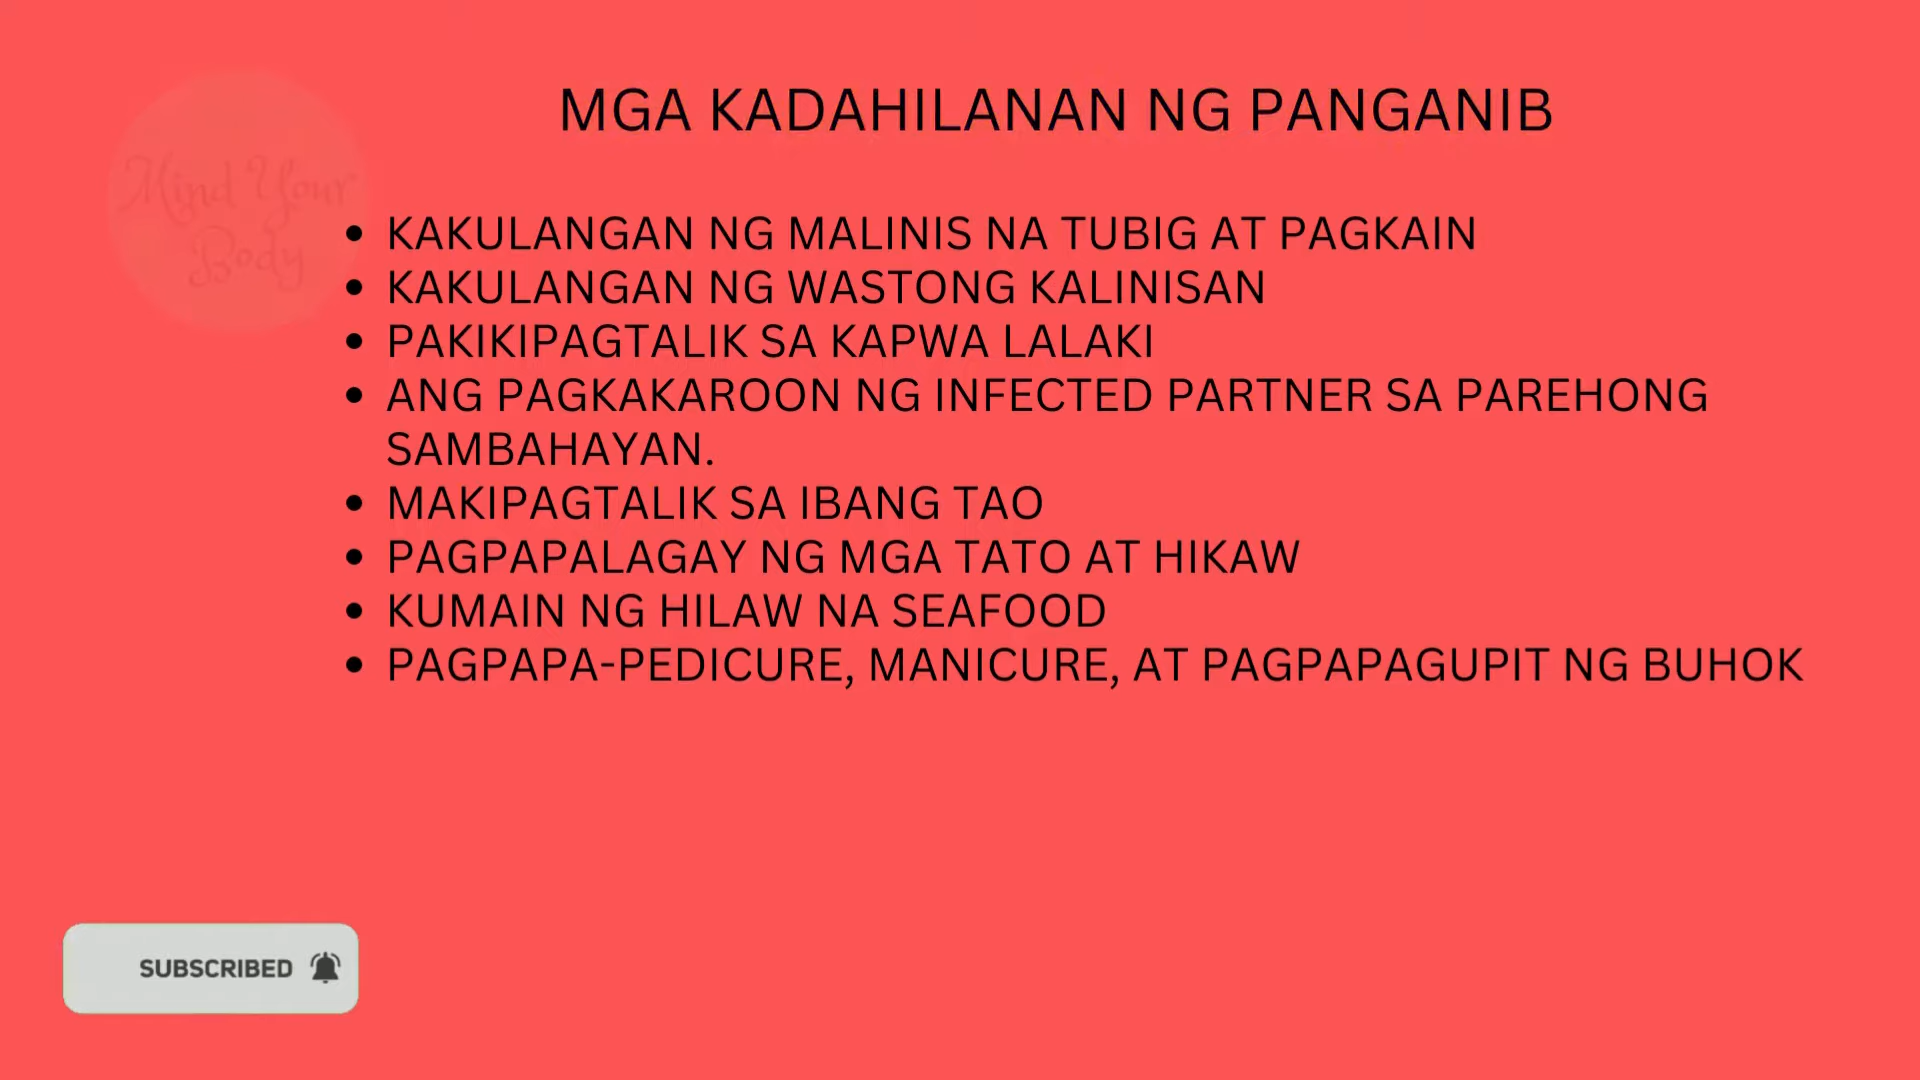 Mind Your
Body
MGA KADAHILANAN NG PANGANIB
• KAKULANGAN NG MALINIS NA TUBIG AT PAGKAIN
• KAKULANGAN NG WASTONG KALINISAN
• PAKIKIPAGTALIK SA KAPWA LALAKI
• ANG PAGKAKAROON NG INFECTED PARTNER SA PAREHONG
SAMBAHAYAN.
• MAKIPAGTALIK SA IBANG TAO
• PAGPAPALAGAY NG MGA TATO AT HIKAW
• KUMAIN NG HILAW NA SEAFOOD
• PAGPAPA-PEDICURE, MANICURE, AT PAGPAPAGUPIT NG BUHOK
SUBSCRIBED